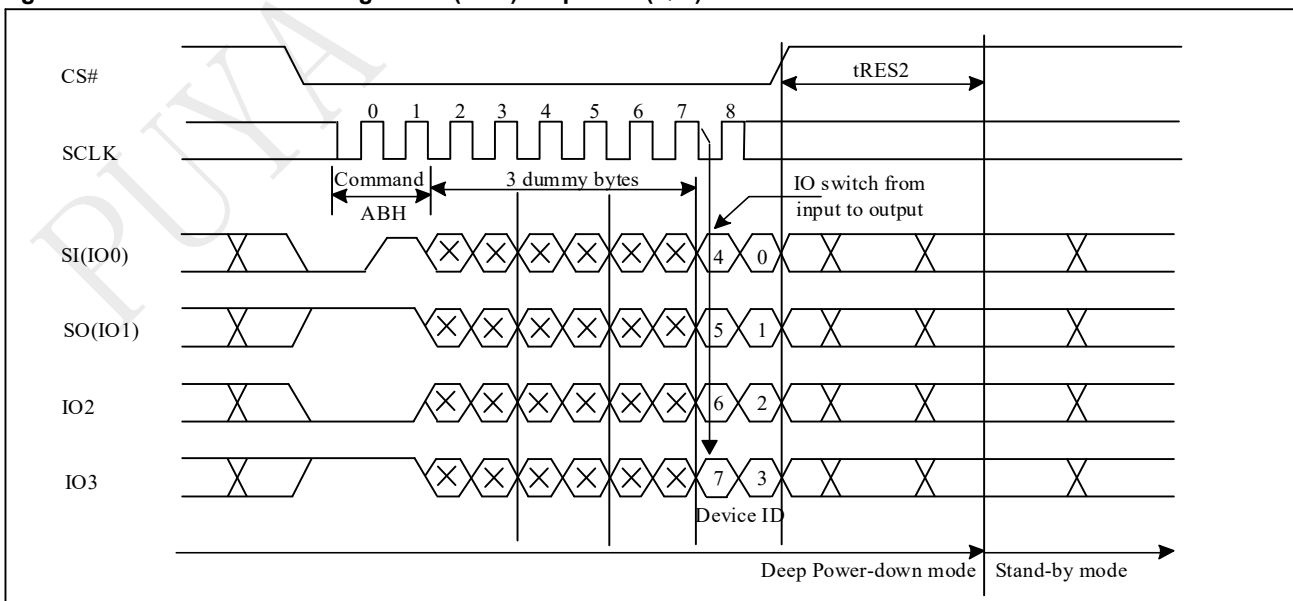 PUYA
CS#
tRES2
0 1 2 3 4 5 6 7 8
SCLK
Command
3 dummy bytes
ABH
IO switch from
input to output
SI(IO0)
4 0
SO(IO1)
5 1
IO2
6 2
IO3
7 3
Device ID
Deep Power-down mode
Stand-by mode